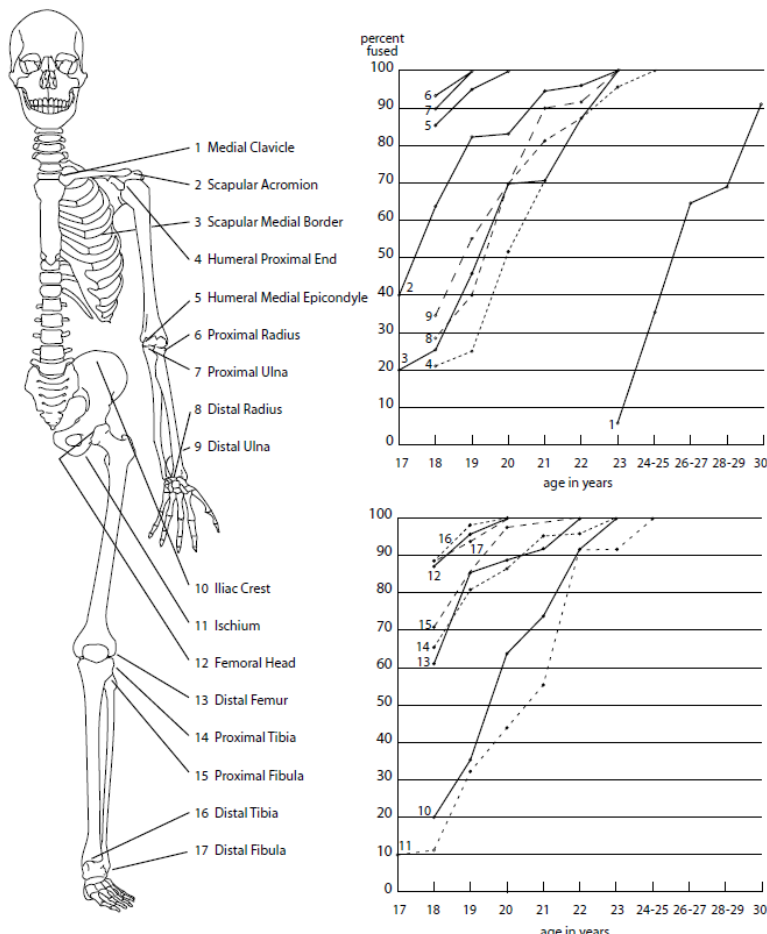 1 Medial Clavicle
2 Scapular Acromion
3 Scapular Medial Border
4 Humeral Proximal End
5 Humeral Medial Epicondyle
6 Proximal Radius
7 Proximal Ulna
8 Distal Radius
9 Distal Ulna
10 Iliac Crest
11 Ischium
12 Femoral Head
13 Distal Femur
14 Proximal Tibia
15 Proximal Fibula
16 Distal Tibia
17 Distal Fibula
percent
fused
100
90
80
70
60
50
40
30
20
10
0
6
7
5
2
9
8
3
4
1
17 18 19 20 21 22 23 24-25 26-27 28-29 30
age in years
100
90
80
70
60
50
40
30
20
10
0
16
17
12
15
14
13
10
11
17 18 19 20 21 22 23 24-25 26-27 28-29 30
age in years